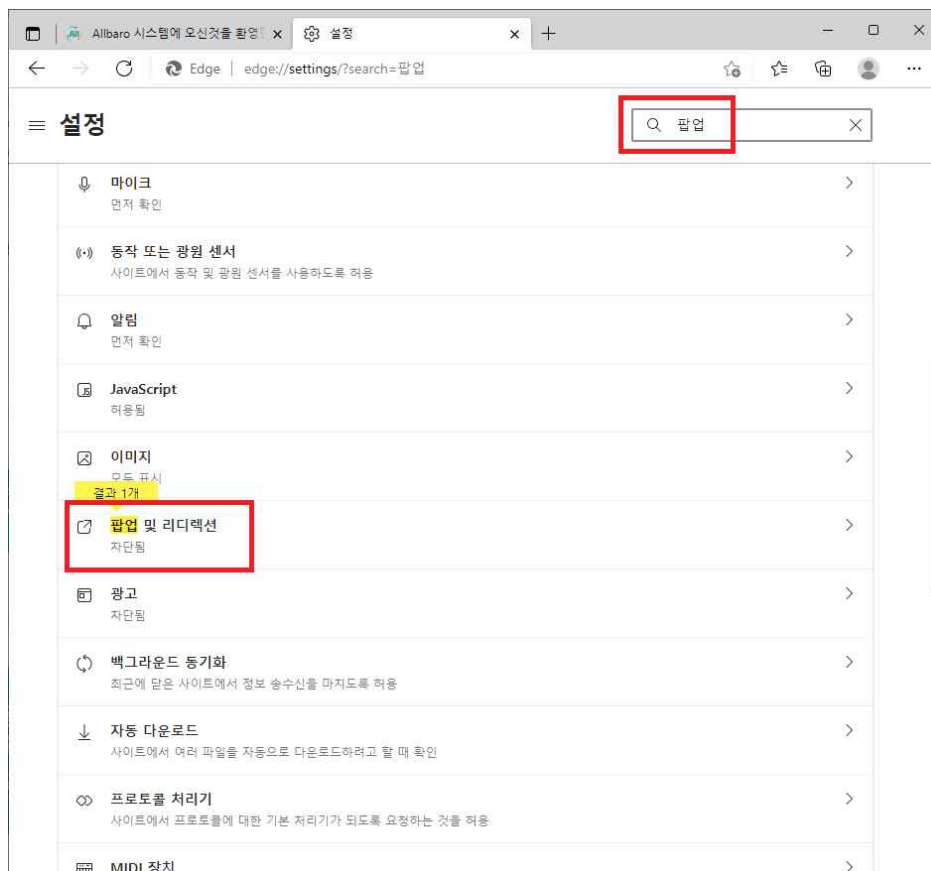 Allbaro 시스템에 오신것을 환영
설정
Edge | edge://settings/?search=팝업
설정
팝업
마이크
먼저 확인
동작 또는 광원 센서
사이트에서 동작 및 광원 센서를 사용하도록 허용
알림
먼저 확인
JavaScript
허용됨
이미지
모두 표시
결과 1개
팝업 및 리디렉션
차단됨
광고
차단됨
백그라운드 동기화
최근에 닫은 사이트에서 정보 송수신을 마치도록 허용
자동 다운로드
사이트에서 여러 파일을 자동으로 다운로드하려고 할 때 확인
프로토콜 처리기
사이트에서 프로토콜에 대한 기본 처리기가 되도록 요청하는 것을 허용
MIDI 장치